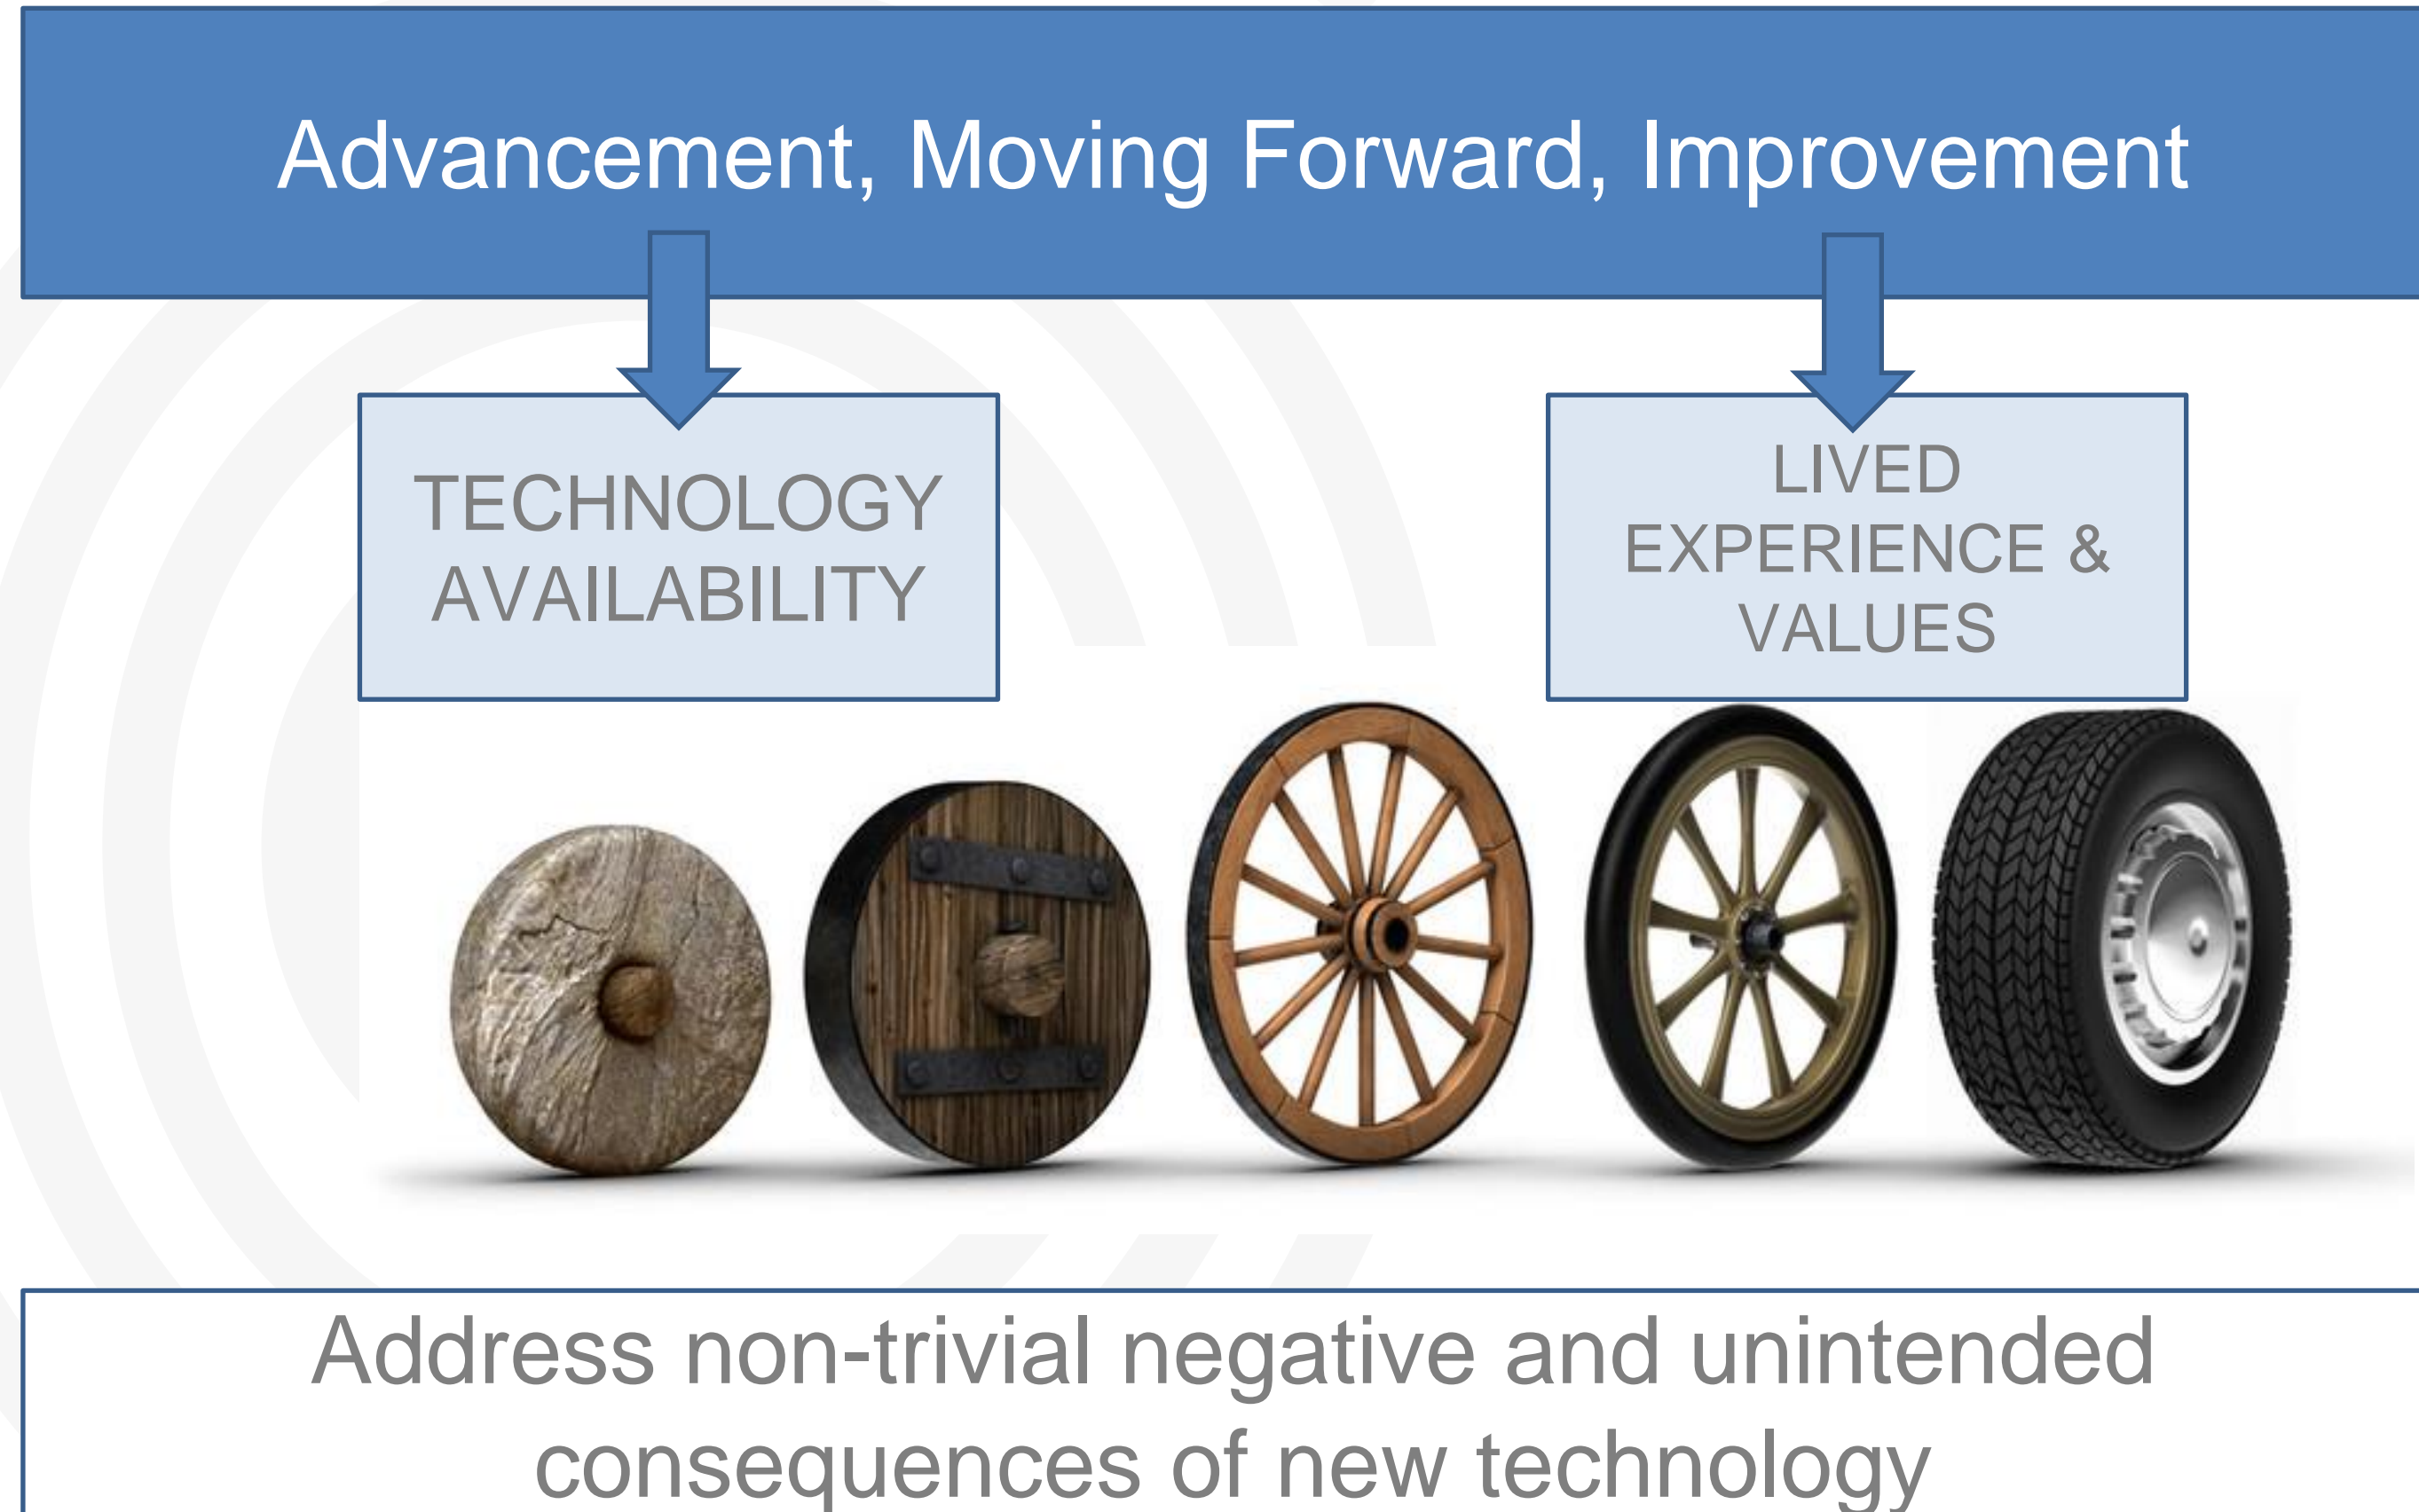 Advancement, Moving Forward, Improvement
TECHNOLOGY
AVAILABILITY
LIVED
EXPERIENCE &
VALUES
Address non-trivial negative and unintended
consequences of new technology